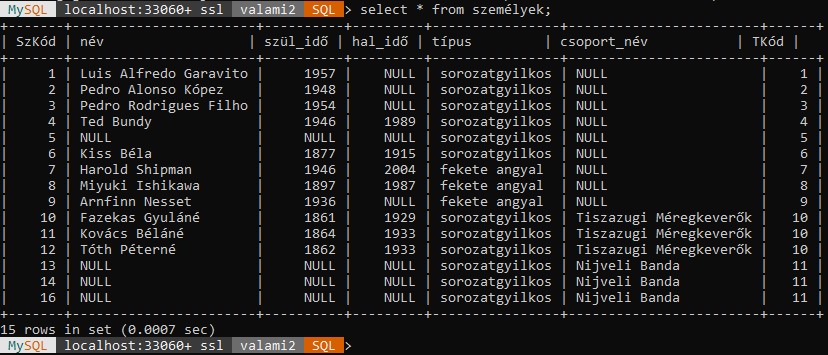 MySQL localhost:33060+ ssl valami2 SQL > select * from személyek;
+-------+------------------------+----------+---------+----------------+-----------------------+------+
| SzKód | név                    | szül_idő | hal_idő | típus          | csoport_név           | TKód |
+-------+------------------------+----------+---------+----------------+-----------------------+------+
|     1 | Luis Alfredo Garavito  |     1957 |    NULL | sorozatgyilkos | NULL                  |    1 |
|     2 | Pedro Alonso Kópez     |     1948 |    NULL | sorozatgyilkos | NULL                  |    2 |
|     3 | Pedro Rodrigues Filho  |     1954 |    NULL | sorozatgyilkos | NULL                  |    3 |
|     4 | Ted Bundy              |     1946 |    1989 | sorozatgyilkos | NULL                  |    4 |
|     5 | NULL                   |     NULL |    NULL | sorozatgyilkos | NULL                  |    5 |
|     6 | Kiss Béla              |     1877 |    1915 | sorozatgyilkos | NULL                  |    6 |
|     7 | Harold Shipman         |     1946 |    2004 | fekete angyal  | NULL                  |    7 |
|     8 | Miyuki Ishikawa        |     1897 |    1987 | fekete angyal  | NULL                  |    8 |
|     9 | Arnfinn Nesset         |     1936 |    NULL | fekete angyal  | NULL                  |    9 |
|    10 | Fazekas Gyuláné        |     1861 |    1929 | sorozatgyilkos | Tiszazugi Méregkeverők |   10 |
|    11 | Kovács Béláné          |     1864 |    1933 | sorozatgyilkos | Tiszazugi Méregkeverők |   10 |
|    12 | Tóth Péterné           |     1862 |    1933 | sorozatgyilkos | Tiszazugi Méregkeverők |   10 |
|    13 | NULL                   |     NULL |    NULL | sorozatgyilkos | Nijveli Banda         |   11 |
|    14 | NULL                   |     NULL |    NULL | sorozatgyilkos | Nijveli Banda         |   11 |
|    16 | NULL                   |     NULL |    NULL | sorozatgyilkos | Nijveli Banda         |   11 |
+-------+------------------------+----------+---------+----------------+-----------------------+------+
15 rows in set (0.0007 sec)
MySQL localhost:33060+ ssl valami2 SQL >